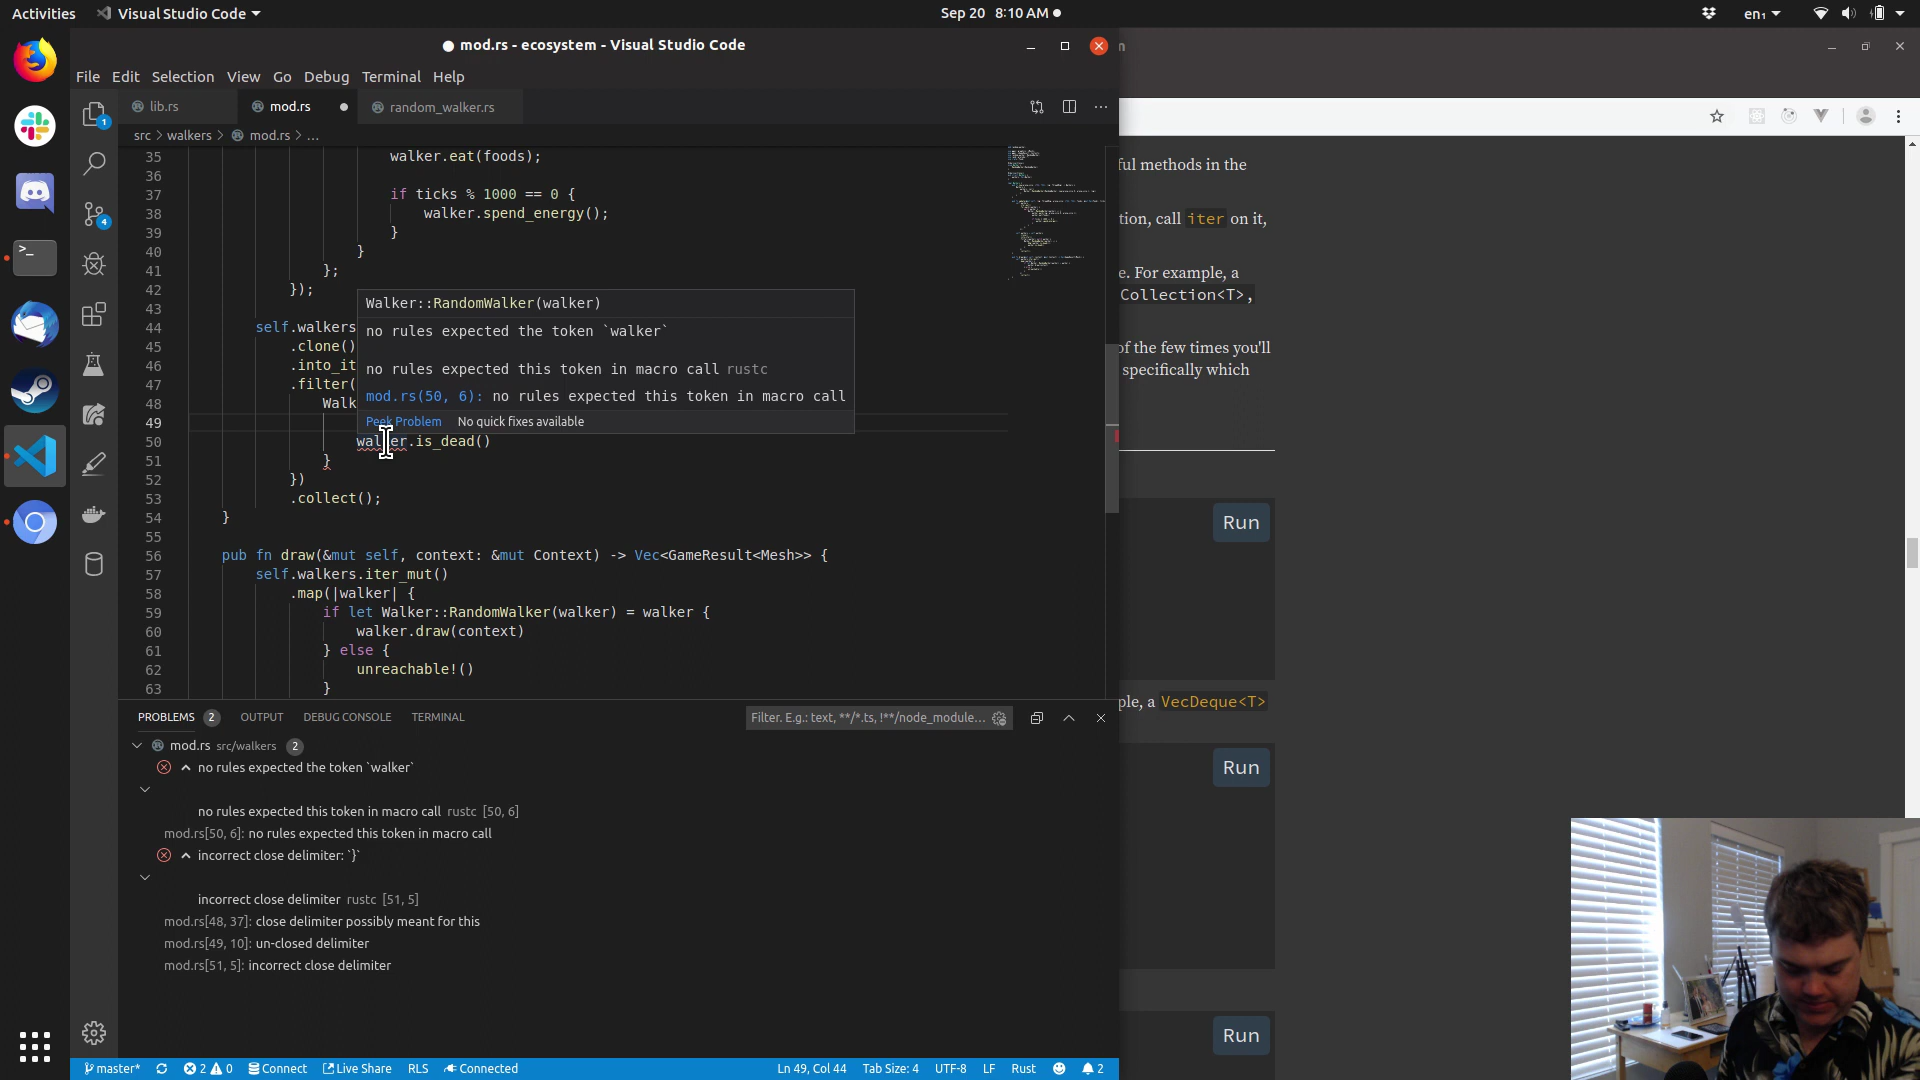 Activities
Visual Studio Code
Sep 20 8:10 AM
en₁
mod.rs - ecosystem - Visual Studio Code
File Edit Selection View Go Debug Terminal Help
lib.rs
mod.rs
random_walker.rs
src > walkers > mod.rs > ...
35 walker.eat(foods);
36
37 if ticks % 1000 == 0 {
38 walker.spend_energy();
39 }
40 }
41 };
42 });
43
44 self.walkers
45 .clone()
46 .into_it
47 .filter(
48 Walk
49
50 walker.is_dead()
51 }
52 })
53 .collect();
54 }
55
56 pub fn draw(&mut self, context: &mut Context) -> Vec<GameResult<Mesh>> {
57 self.walkers.iter_mut()
58 .map(|walker| {
59 if let Walker::RandomWalker(walker) = walker {
60 walker.draw(context)
61 } else {
62 unreachable!()
63 }
Walker::RandomWalker(walker)
no rules expected the token `walker`
no rules expected this token in macro call rustc
mod.rs(50, 6): no rules expected this token in macro call
Peek Problem No quick fixes available
PROBLEMS 2 OUTPUT DEBUG CONSOLE TERMINAL
Filter. E.g.: text, **/*.ts, !**/node_module...
mod.rs src/walkers 2
no rules expected the token `walker`
no rules expected this token in macro call rustc [50, 6]
mod.rs[50, 6]: no rules expected this token in macro call
incorrect close delimiter: `}`
incorrect close delimiter rustc [51, 5]
mod.rs[48, 37]: close delimiter possibly meant for this
mod.rs[49, 10]: un-closed delimiter
mod.rs[51, 5]: incorrect close delimiter
1
4
master* 2 0 Connect Live Share RLS Connected
Ln 49, Col 44 Tab Size: 4 UTF-8 LF Rust 2
ful methods in the
tion, call iter on it,
e. For example, a
Collection<T>,
of the few times you'll
specifically which
Run
ple, a VecDeque<T>
Run
Run